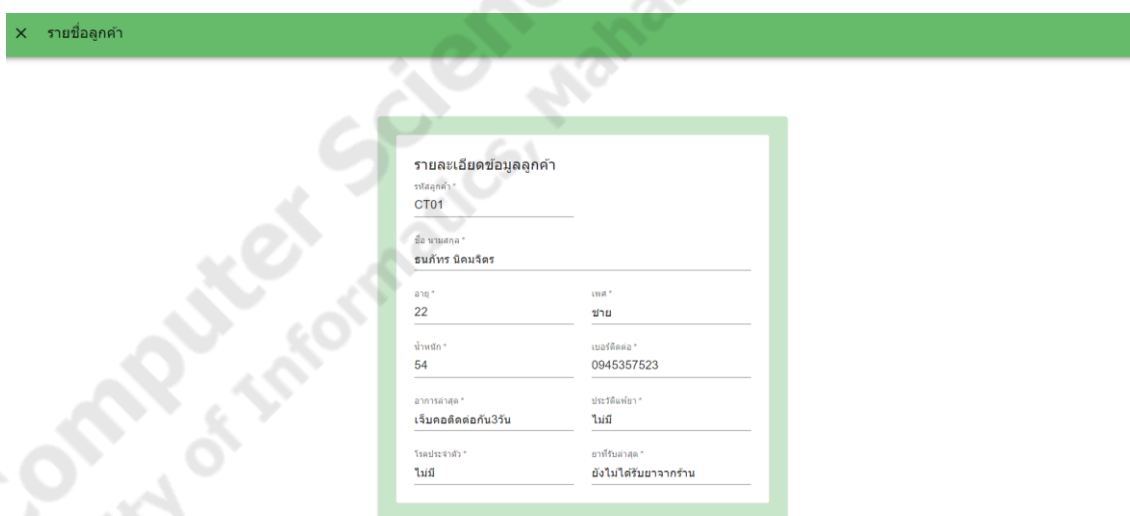 × รายชื่อลูกค้า
รายละเอียดข้อมูลลูกค้า
รหัสลูกค้า *
CT01
ชื่อ นามสกุล *
ธนภัทร นิคมจิตร
อายุ * เพศ *
22 ชาย
น้ำหนัก * เบอร์ติดต่อ *
54 0945357523
อาการล่าสุด * ประวัติแพ้ยา *
เจ็บคอติดต่อกัน3วัน ไม่มี
โรคประจำตัว * ยาที่รับล่าสุด *
ไม่มี ยังไม่ได้รับยาจากร้าน
Computer Scien
ty of Informatics, Mahar